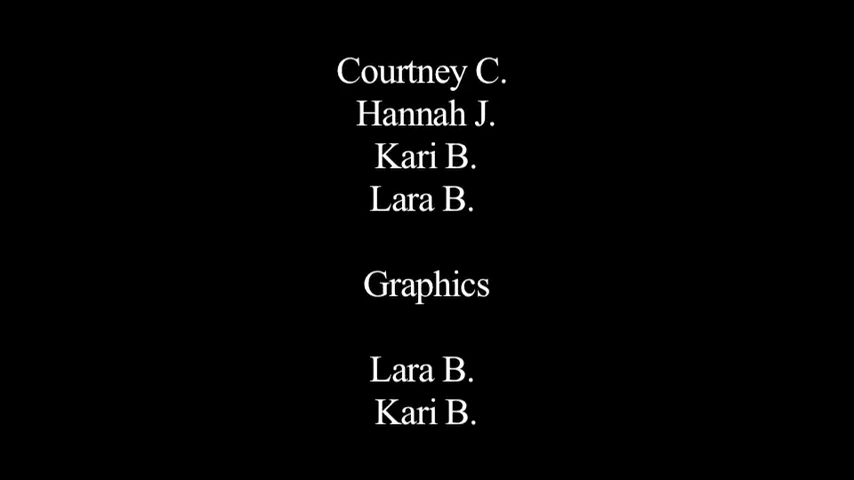 Courtney C.
Hannah J.
Kari B.
Lara B.
Graphics
Lara B.
Kari B.